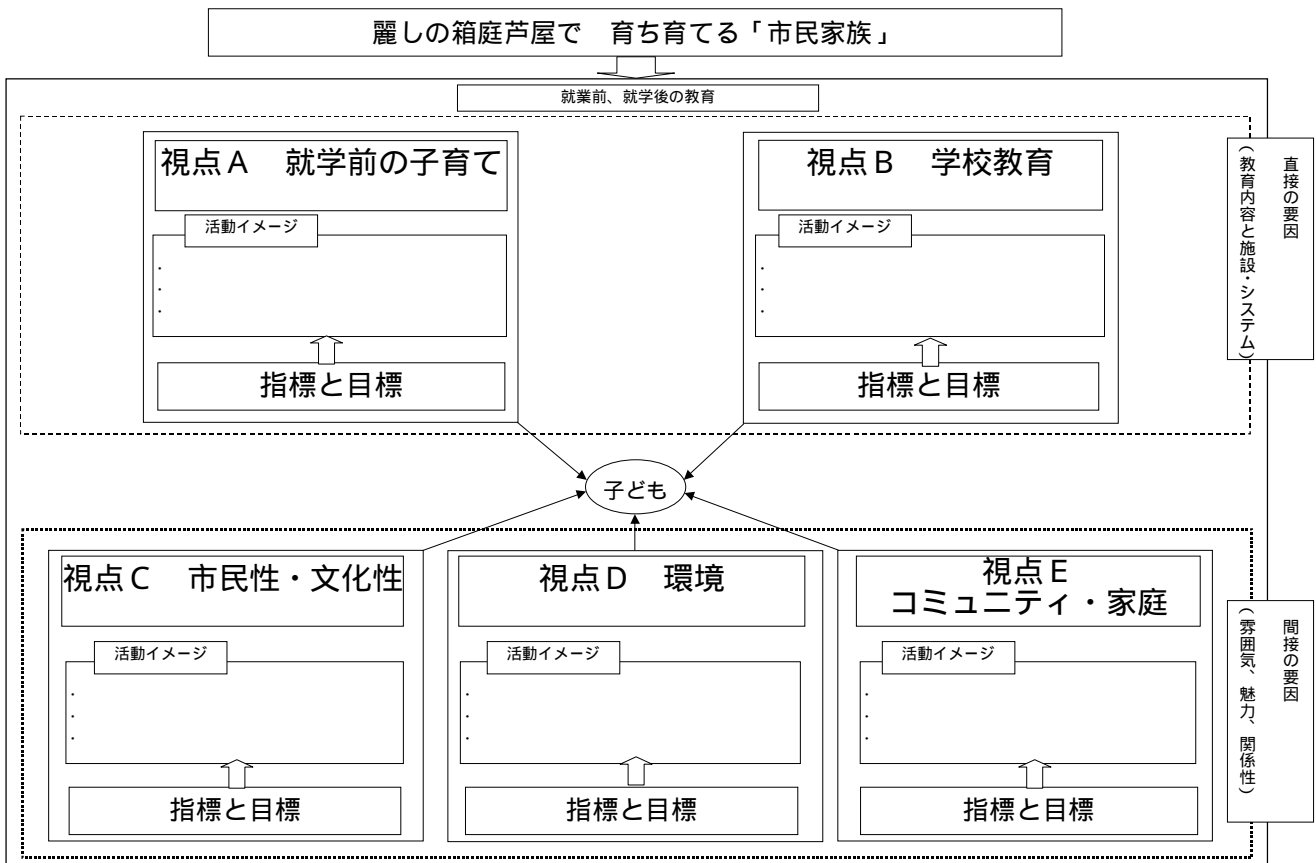 麗しの箱庭芦屋で　育ち育てる「市民家族」
就業前、就学後の教育
視点A　就学前の子育て
活動イメージ
・
・
・
指標と目標
視点B　学校教育
活動イメージ
・
・
・
指標と目標
直接の要因
(教育内容と施設・システム)
子ども
視点C　市民性・文化性
活動イメージ
・
・
・
指標と目標
視点D　環境
活動イメージ
・
・
・
指標と目標
視点E
コミュニティ・家庭
活動イメージ
・
・
・
指標と目標
間接の要因
(雰囲気、魅力、関係性)